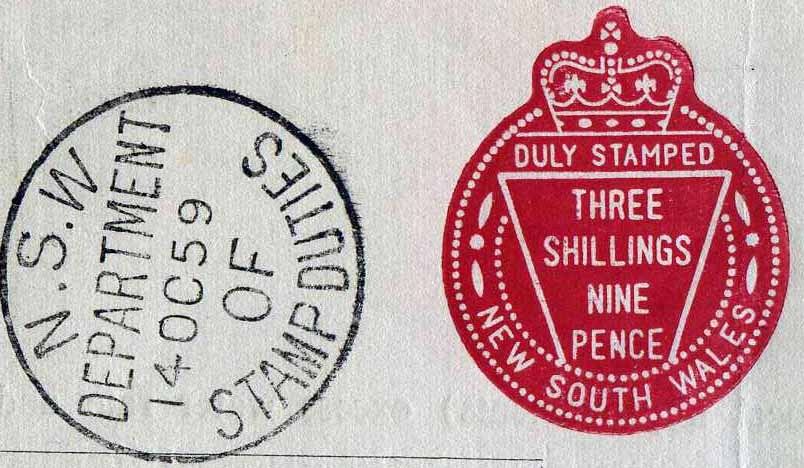 N.S.W
DEPARTMENT
14 OC 59
OF
STAMP DUTIES
DULY STAMPED
THREE
SHILLINGS
NINE
PENCE
NEW SOUTH WALES